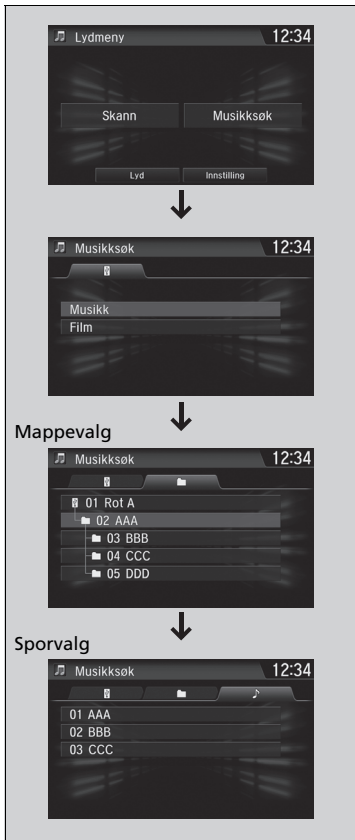 Lydmeny 12:34
Skann Musikksøk
Lyd Innstilling
Musikksøk 12:34
Musikk
Film
Mappevalg
Musikksøk 12:34
01 Rot A
02 AAA
03 BBB
04 CCC
05 DDD
Sporvalg
Musikksøk 12:34
01 AAA
02 BBB
03 CCC